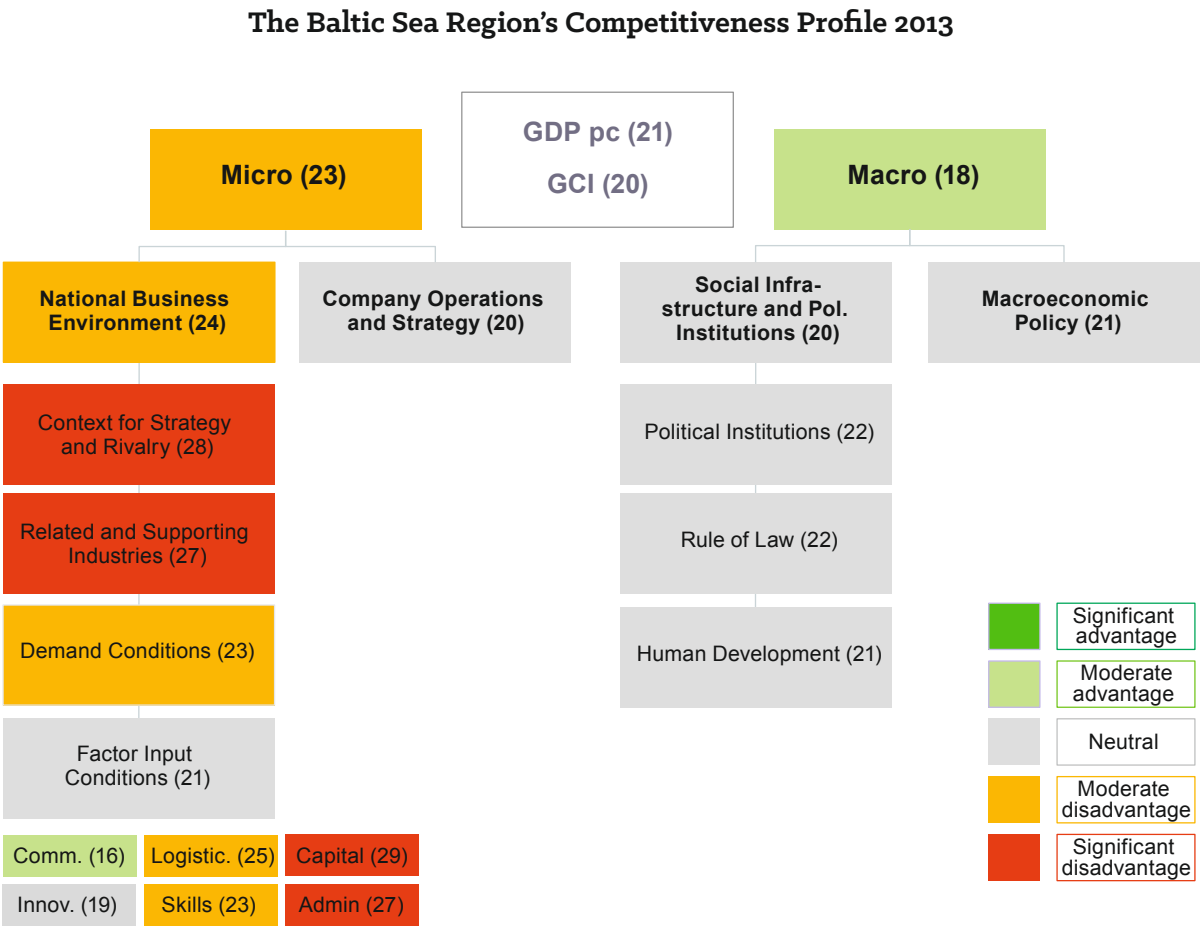 The Baltic Sea Region's Competitiveness Profile 2013
GDP pc (21)
GCI (20)
Micro (23)
Macro (18)
National Business
Environment (24)
Company Operations
and Strategy (20)
Social Infra-
structure and Pol.
Institutions (20)
Macroeconomic
Policy (21)
Context for Strategy
and Rivalry (28)
Political Institutions (22)
Related and Supporting
Industries (27)
Rule of Law (22)
Demand Conditions (23)
Human Development (21)
Factor Input
Conditions (21)
Comm. (16)
Logistic. (25)
Capital (29)
Innov. (19)
Skills (23)
Admin (27)
Significant
advantage
Moderate
advantage
Neutral
Moderate
disadvantage
Significant
disadvantage